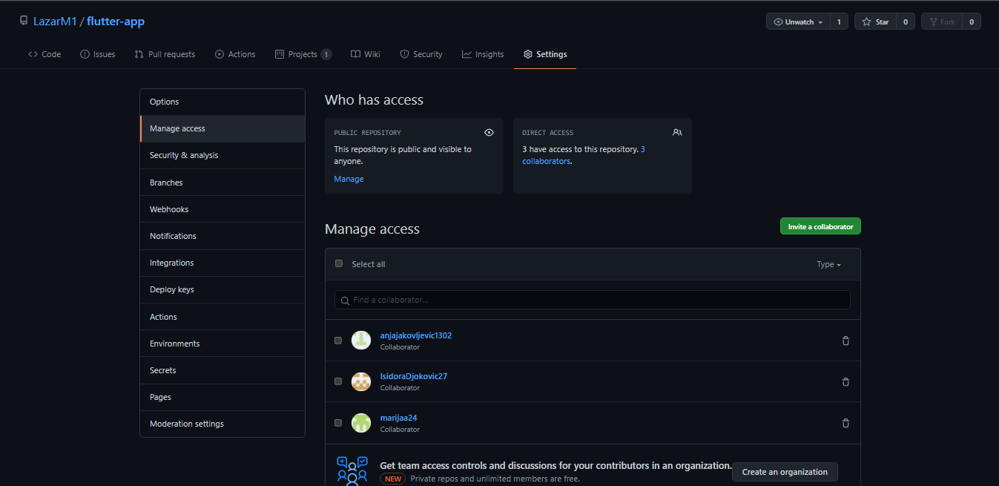 LazarM1 / flutter-app
Unwatch 1 Star 0 Fork 0
Code Issues Pull requests Actions Projects 1 Wiki Security Insights Settings
Options
Manage access
Security & analysis
Branches
Webhooks
Notifications
Integrations
Deploy keys
Actions
Environments
Secrets
Pages
Moderation settings
Who has access
PUBLIC REPOSITORY
This repository is public and visible to
anyone.
Manage
DIRECT ACCESS
3 have access to this repository. 3
collaborators.
Manage access
Invite a collaborator
Select all
Type
Find a collaborator...
anjajakovljevic1302
Collaborator
IsidoraDjokovic27
Collaborator
marijaa24
Collaborator
Get team access controls and discussions for your contributors in an organization.
NEW Private repos and unlimited members are free.
Create an organization